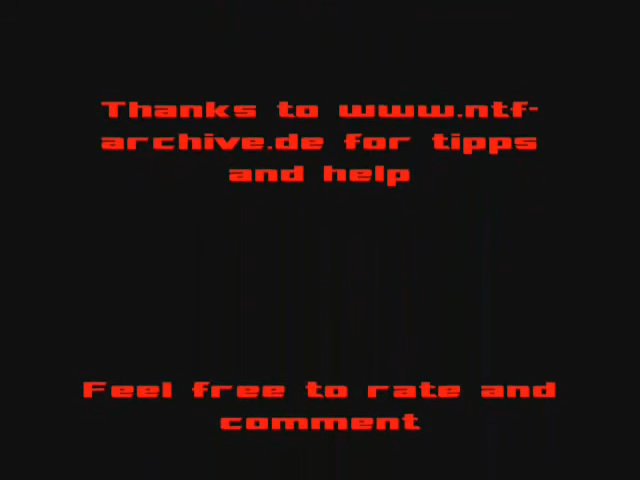 Thanks to www.ntf-
archive.de for tipps
and help
Feel free to rate and
comment